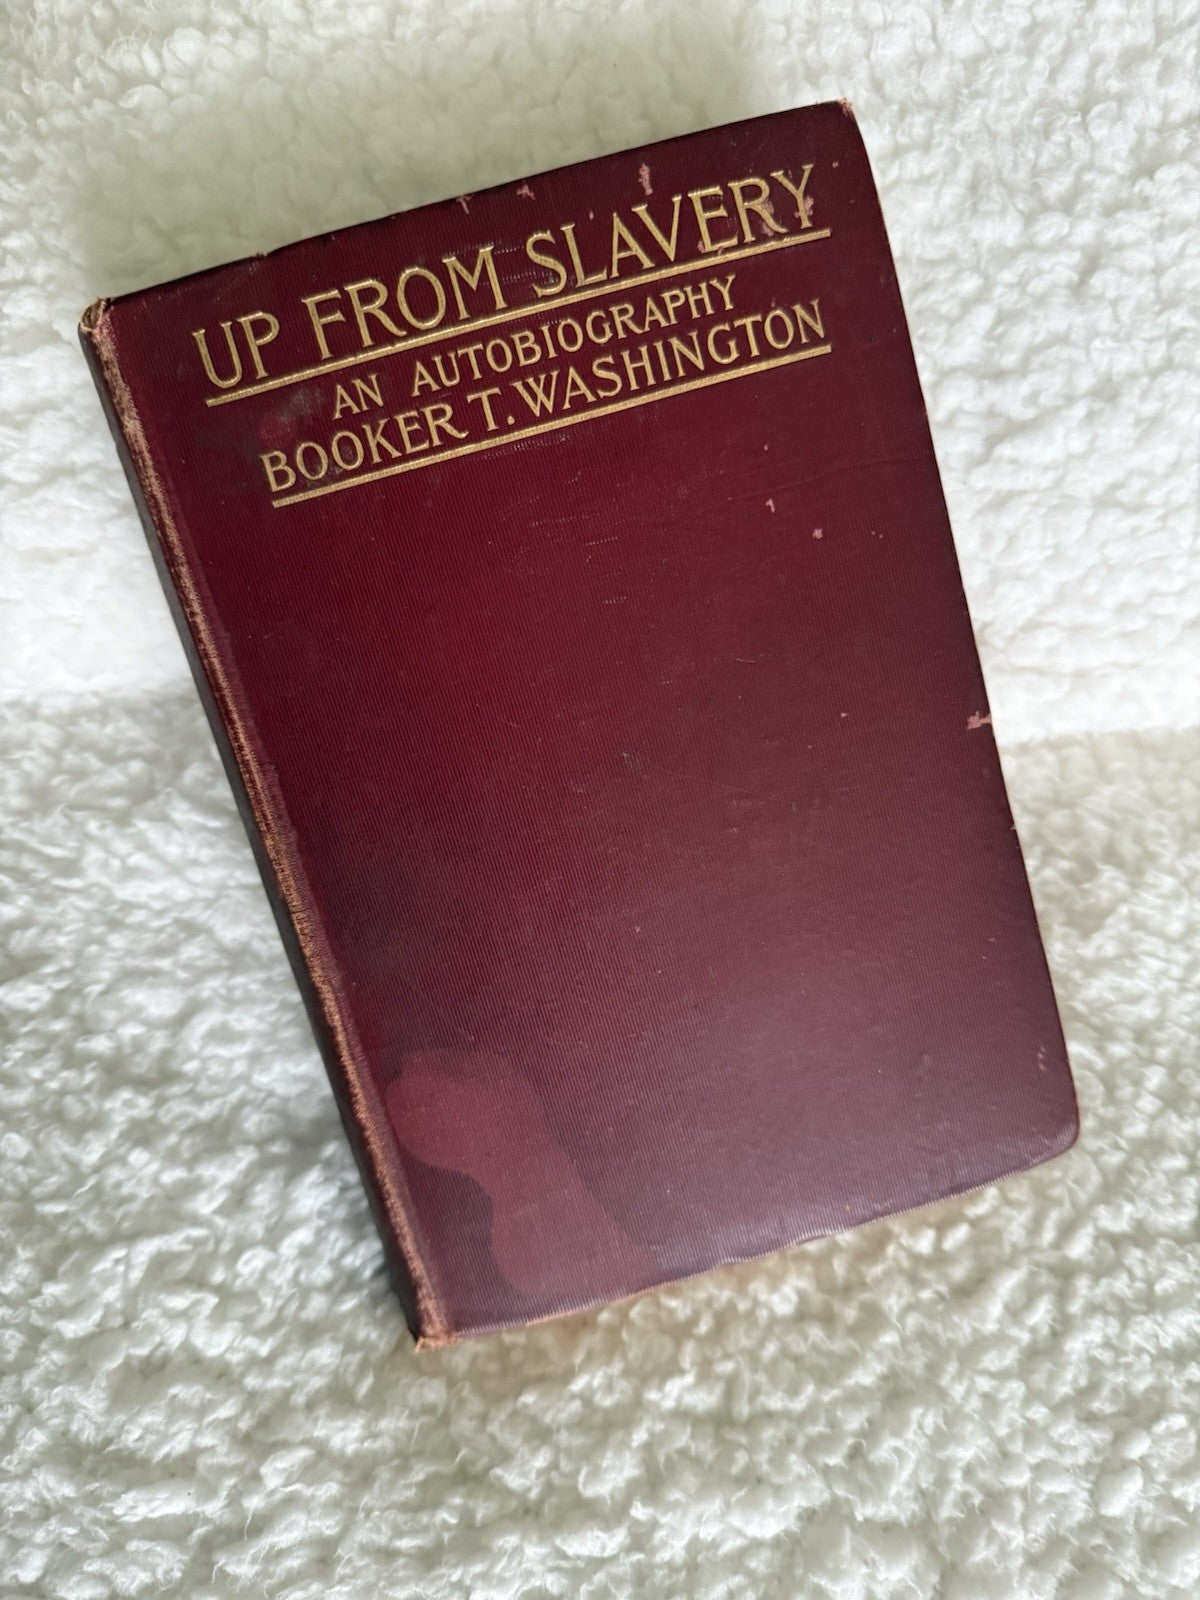 UP FROM SLAVERY
AN AUTOBIOGRAPHY
BOOKER T. WASHINGTON